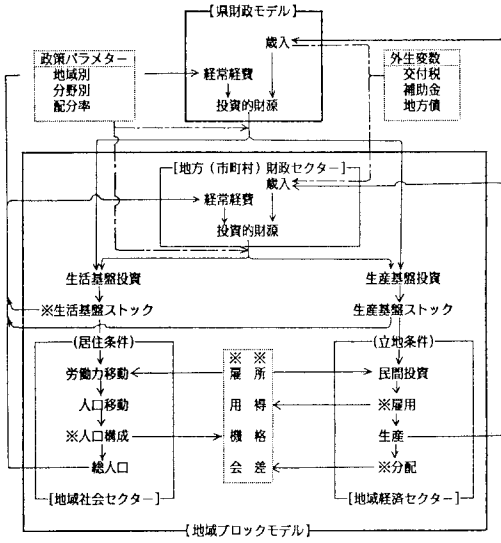 【県財政モデル】
歳入
経常経費
投資的財源
政策パラメター
地域別
分野別
配分率
外生変数
交付税
補助金
地方債
[地方(市町村)財政セクター]
歳入
経常経費
投資的財源
生活基盤投資
※生活基盤ストック
生産基盤投資
生産基盤ストック
(居住条件)
労働力移動
人口移動
※人口構成
総人口
[地域社会セクター]
※ ※
雇 所
用 得
機 格
会 差
(立地条件)
民間投資
※雇用
生産
※分配
[地域経済セクター]
【地域ブロックモデル】